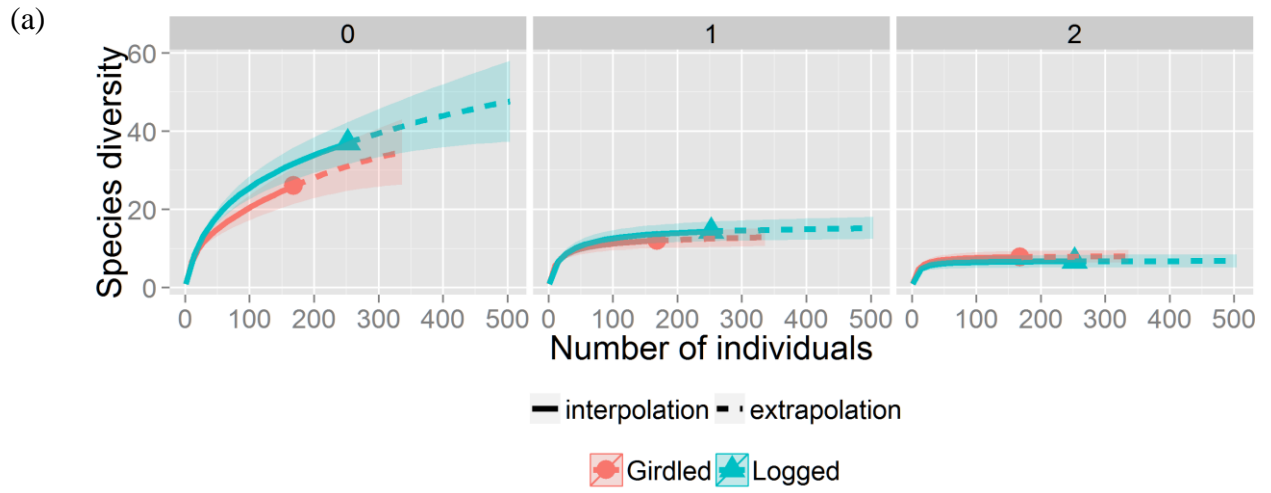 (a)
0 1 2
Species diversity
60
40
20
0
0 100 200 300 400 500 0 100 200 300 400 500 0 100 200 300 400 500
Number of individuals
interpolation extrapolation
Girdled Logged